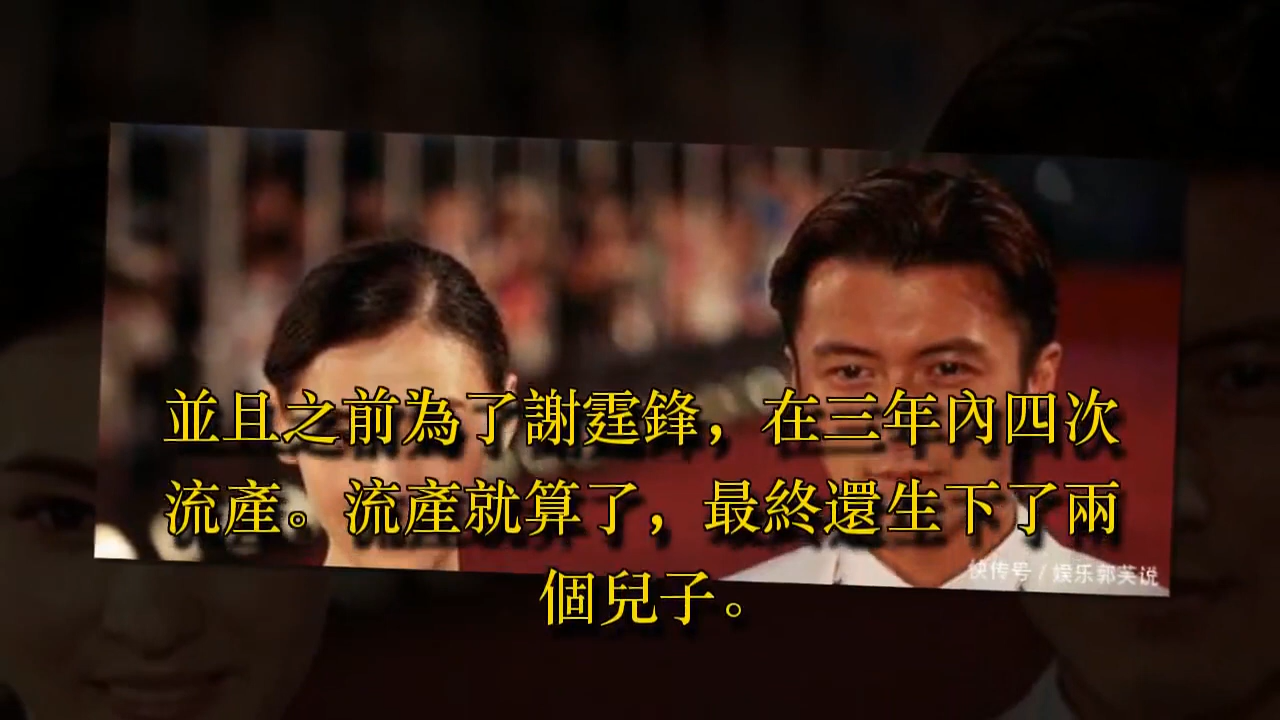 並且之前為了謝霆鋒，在三年內四次
流產。流產就算了，最終還生下了兩
個兒子。
快传号 / 娱乐郭芙说